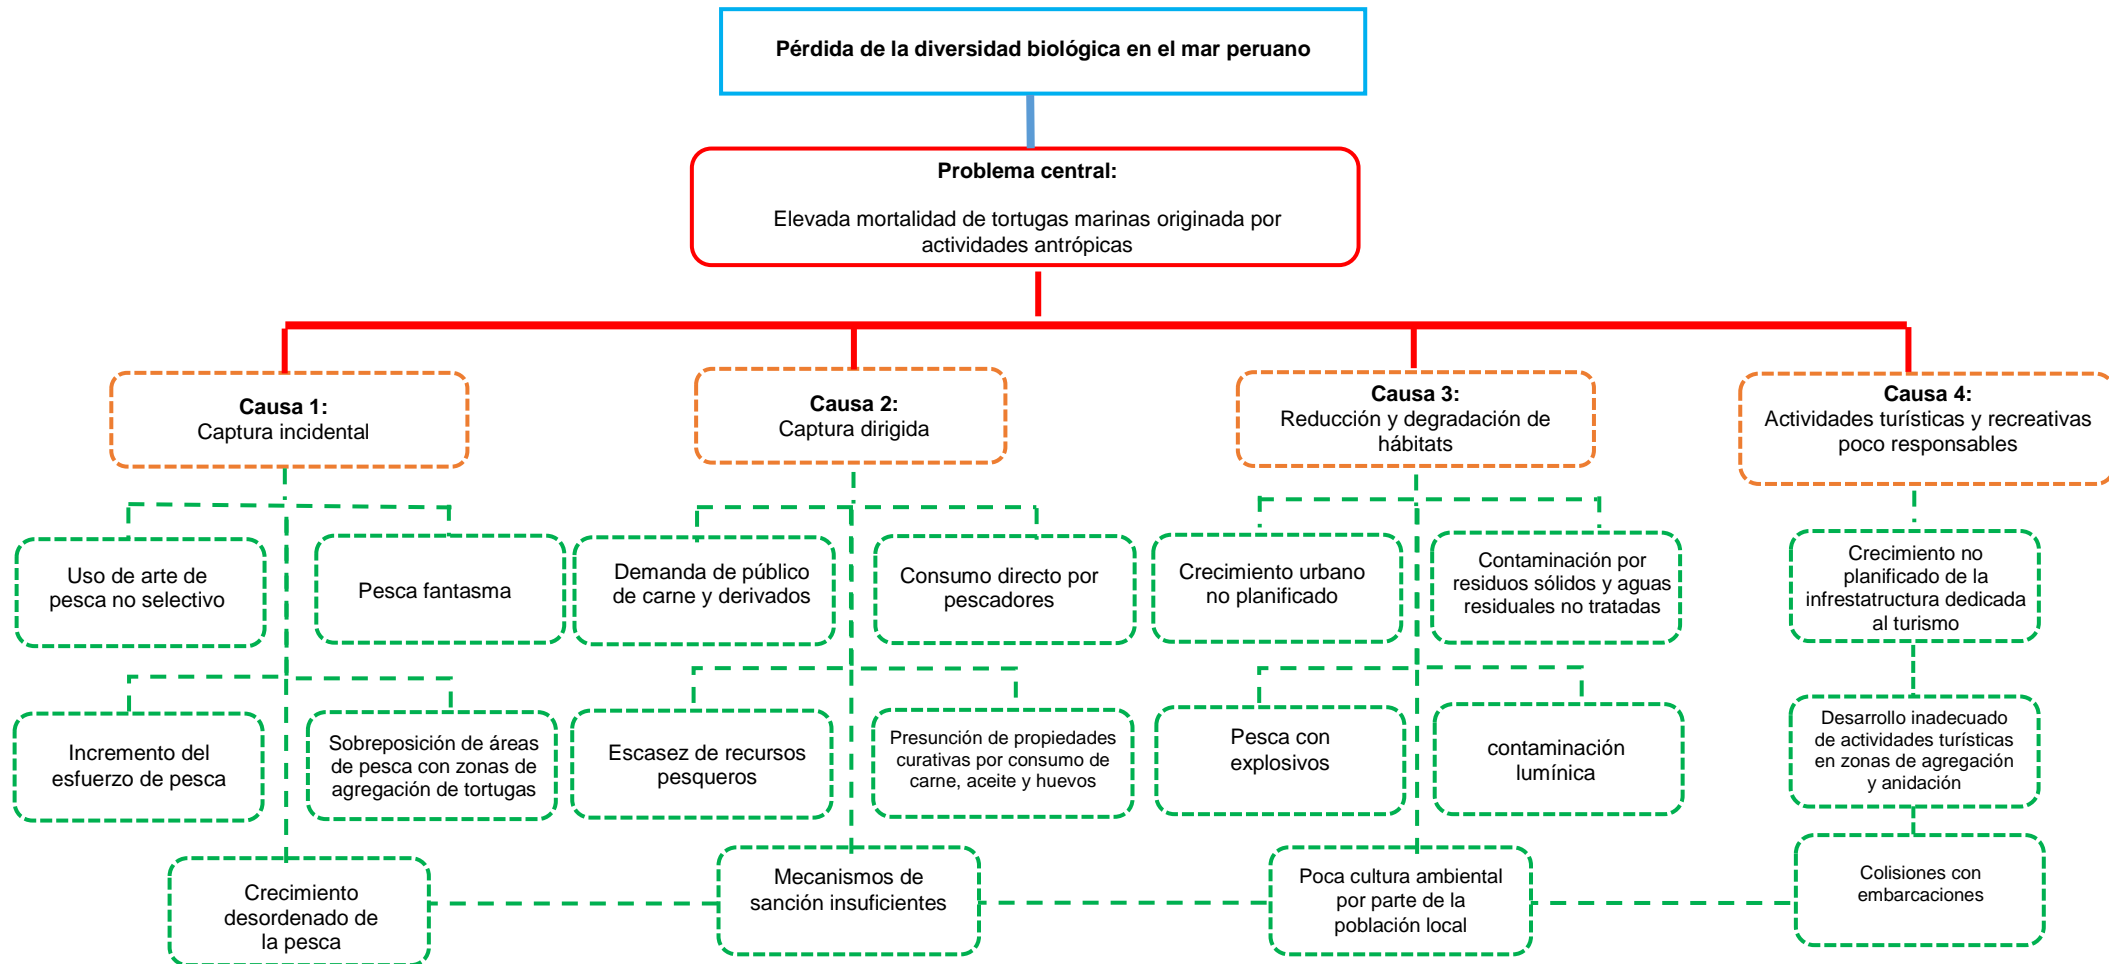 Pérdida de la diversidad biológica en el mar peruano
Problema central:
Elevada mortalidad de tortugas marinas originada por
actividades antrópicas
Causa 1:
Captura incidental
Causa 2:
Captura dirigida
Causa 3:
Reducción y degradación de
hábitats
Causa 4:
Actividades turísticas y recreativas
poco responsables
Uso de arte de
pesca no selectivo
Pesca fantasma
Demanda de público
de carne y derivados
Consumo directo por
pescadores
Crecimiento urbano
no planificado
Contaminación por
residuos sólidos y aguas
residuales no tratadas
Crecimiento no
planificado de la
infrestatructura dedicada
al turismo
Incremento del
esfuerzo de pesca
Sobreposición de áreas
de pesca con zonas de
agregación de tortugas
Escasez de recursos
pesqueros
Presunción de propiedades
curativas por consumo de
carne, aceite y huevos
Pesca con
explosivos
contaminación
lumínica
Desarrollo inadecuado
de actividades turísticas
en zonas de agregación
y anidación
Crecimiento
desordenado de
la pesca
Mecanismos de
sanción insuficientes
Poca cultura ambiental
por parte de la
población local
Colisiones con
embarcaciones